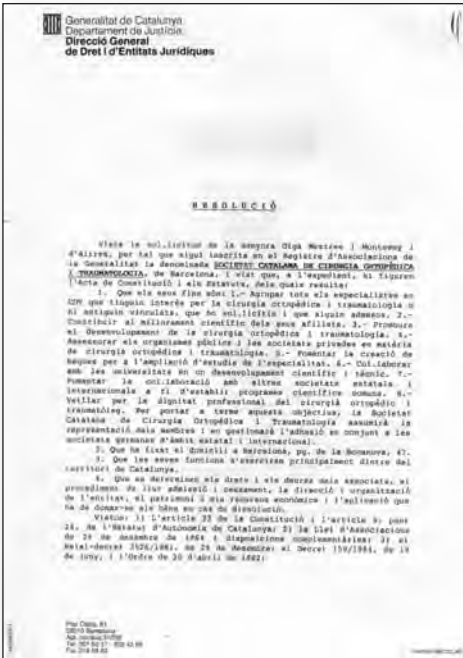 Generalitat de Catalunya
Departament de Justícia
Direcció General
de Dret i d'Entitats Jurídiques
RESOLUCIÓ
Vista la sol.licitud de la senyora Olga Mestres i Montseny i
d'altres, per tal que sigui inscrita en el Registre d'Associacions de
la Generalitat la denominada SOCIETAT CATALANA DE CIRURGIA ORTOPÈDICA
I TRAUMATOLOGIA, de Barcelona, i vist que, a l'expedient, hi figuren
l'Acta de Constitució i els Estatuts, dels quals resulta:
1. Que els seus fins són: 1.- Agrupar tots els especialistes en
que tinguin interès per la cirurgia ortopèdica i traumatologia o
hi estiguin vinculats, que ho sol.licitin i que siguin admesos. 2.-
Contribuir al millorament científic dels seus afiliats. 3.- Promoure
el desenvolupament de la cirurgia ortopèdica i traumatologia. 4.-
Assessorar els organismes públics i les societats privades en matèria
de cirurgia ortopèdica i traumatologia. 5.- Fomentar la creació de
beques per a l'ampliació d'estudis de l'especialitat. 6.- Col.laborar
amb les universitats en un desenvolupament científic i tècnic. 7.-
Fomentar la col.laboració amb altres societats estatals i
internacionals a fi d'establir programes científics comuns. 8.-
Vetllar per la dignitat professional del cirurgià ortopèdic i
traumatòleg. Per portar a terme aquests objectius, la Societat
Catalana de Cirurgia Ortopèdica i Traumatologia assumirà la
representació dels membres i en gestionarà l'adhesió en conjunt a les
societats germanes d'àmbit estatal i internacional.
2. Que ha fixat el domicili a Barcelona, pg. de la Bonanova, 47.
3. Que les seves funcions s'exerciran principalment dintre del
territori de Catalunya.
4. Que es determinen els drets i els deures dels associats, el
procediment de llur admissió i cessament, la direcció i organització
de l'entitat, el patrimoni i els recursos econòmics i l'aplicació que
ha de donar-se als béns en cas de dissolució.
Vistos: 1) L'article 22 de la Constitució i l'article 9, punt
24, de l'Estatut d'Autonomia de Catalunya; 2) la Llei d'Associacions
de 24 de desembre de 1964 i disposicions complementàries; 3) el
Reial-decret 3526/1981, de 29 de desembre; el Decret
de juny, i l'Ordre de 20 d'abril de 1982;
Pau Claris, 81
Barcelona